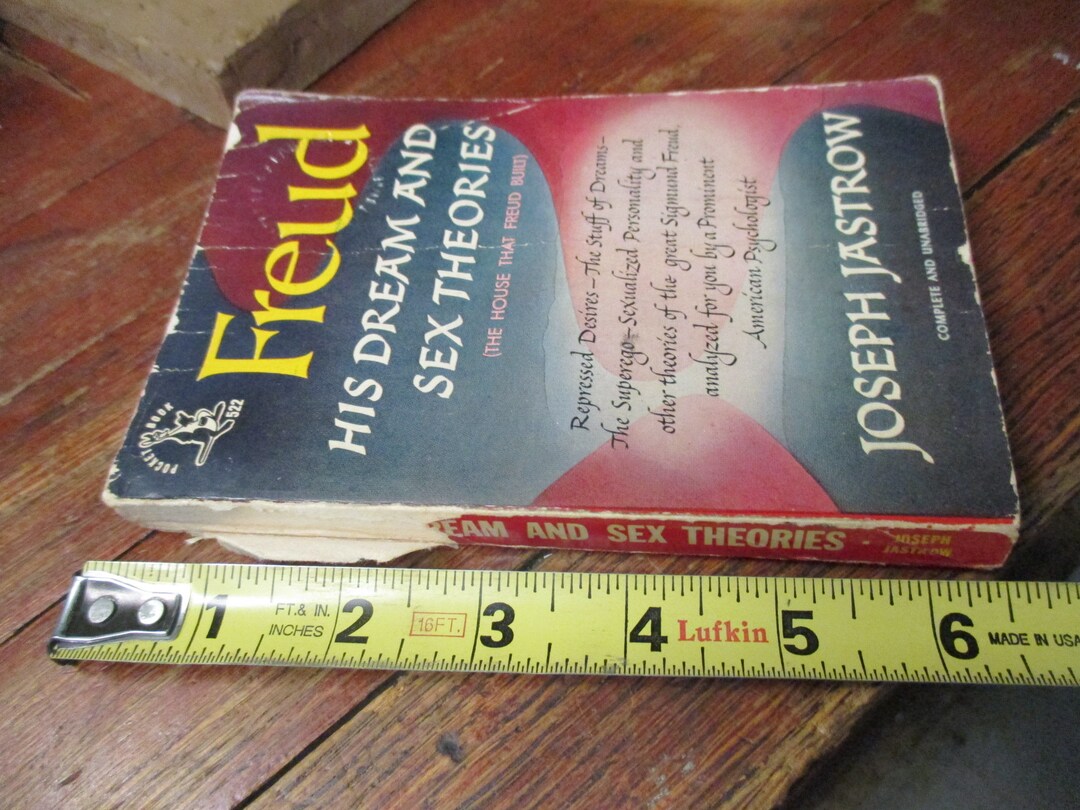 Freud
HIS DREAM AND
SEX THEORIES
(THE HOUSE THAT FREUD BUILT)
POCKET BOOK
522
Repressed Desires–The Stuff of Dreams–
The Superego–Sexualized Personality and
other theories of the great Sigmund Freud,
analyzed for you by a Prominent
American Psychologist
JOSEPH JASTROW
COMPLETE AND UNABRIDGED
REAM AND SEX THEORIES - JOSEPH
JASTROW
1 FT. & IN. 2 16FT. 3 4 Lufkin 5 6 MADE IN USA
INCHES